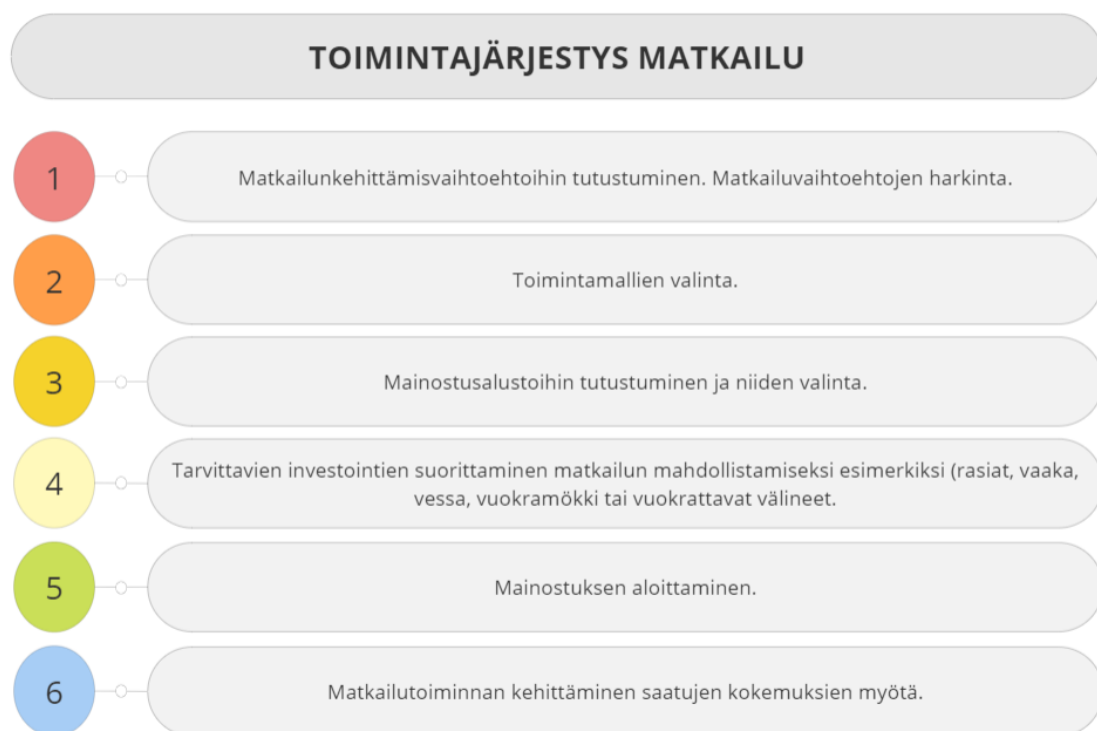 TOIMINTAJÄRJESTYS MATKAILU
1
Matkailunkehittämisvaihtoehtoihin tutustuminen. Matkailuvaihtoehtojen harkinta.
2
Toimintamallien valinta.
3
Mainostusalustoihin tutustuminen ja niiden valinta.
4
Tarvittavien investointien suorittaminen matkailun mahdollistamiseksi esimerkiksi (rasiat, vaaka,
vessa, vuokramökki tai vuokrattavat välineet.
5
Mainostuksen aloittaminen.
6
Matkailutoiminnan kehittäminen saatujen kokemuksien myötä.